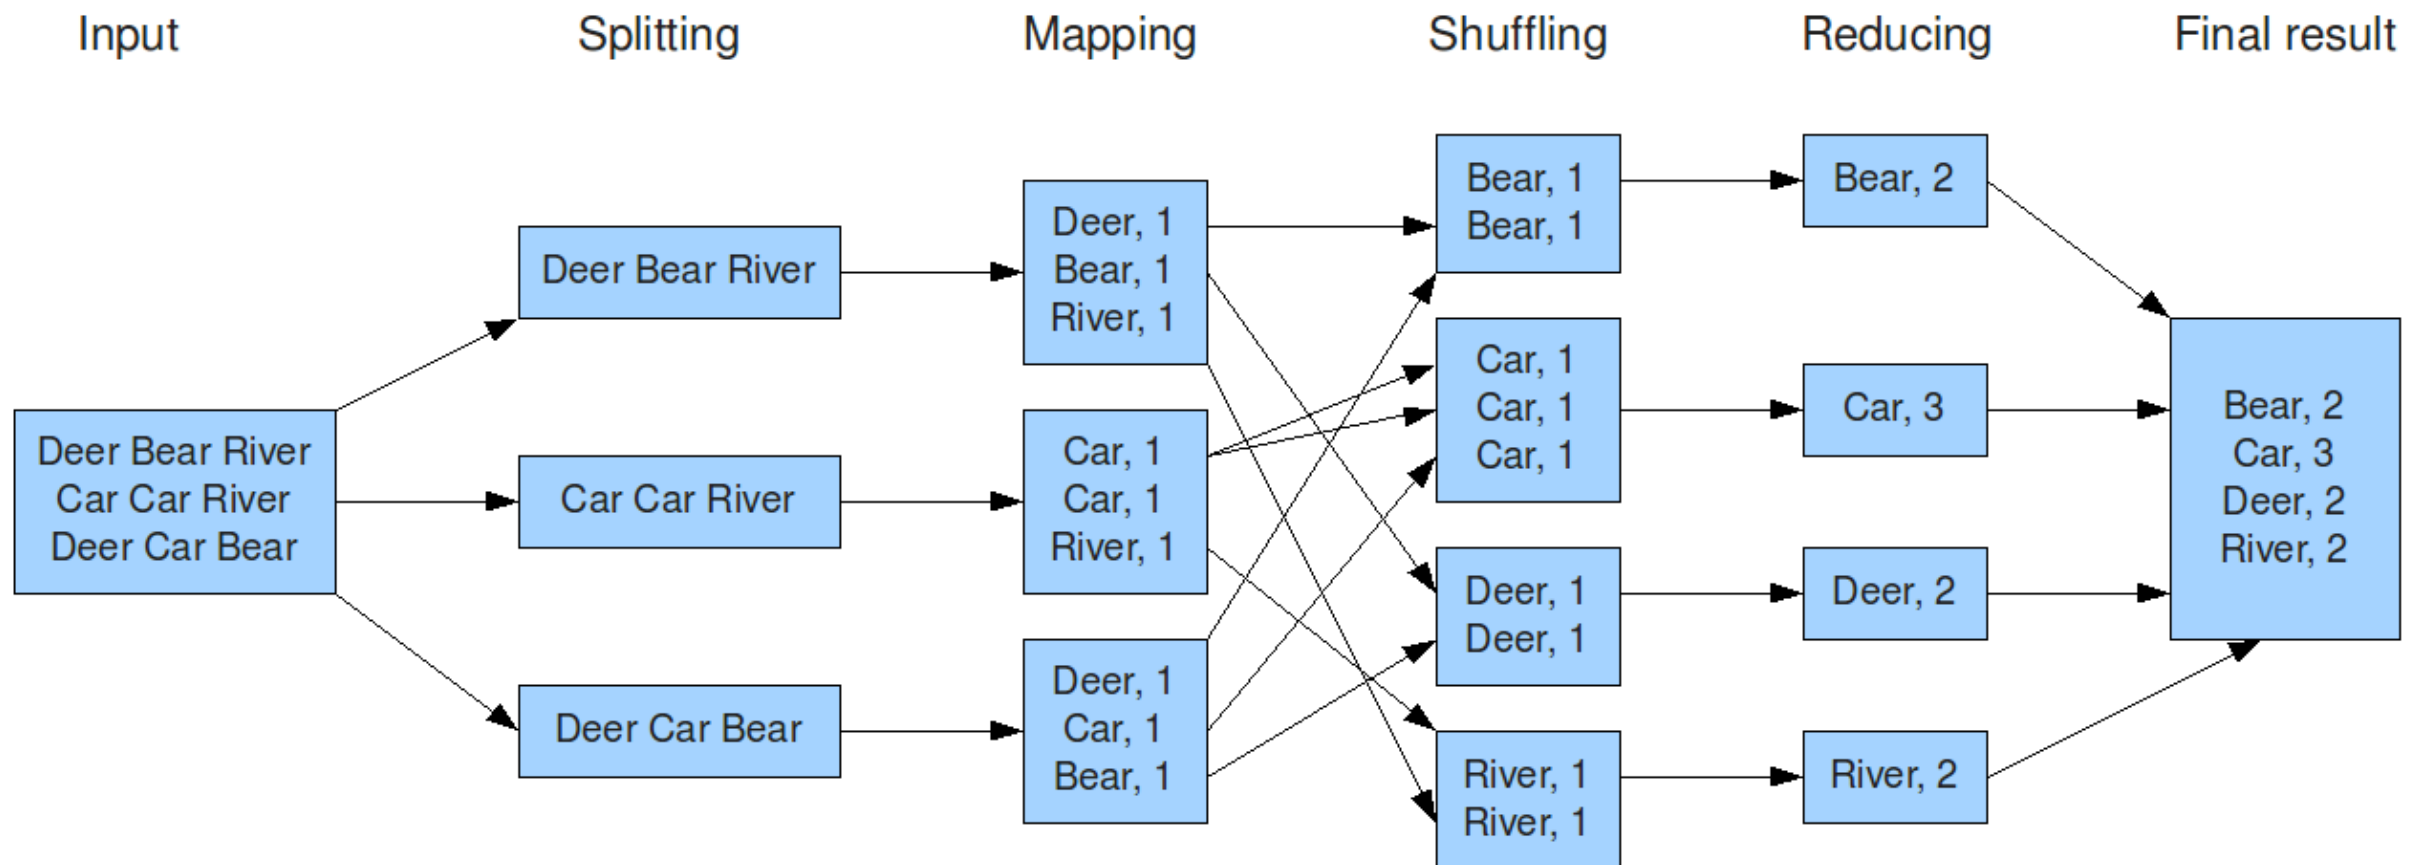 Input
Splitting
Mapping
Shuffling
Reducing
Final result
Deer Bear River
Car Car River
Deer Car Bear
Deer Bear River
Car Car River
Deer Car Bear
Deer, 1
Bear, 1
River, 1
Car, 1
Car, 1
River, 1
Deer, 1
Car, 1
Bear, 1
Bear, 1
Bear, 1
Car, 1
Car, 1
Car, 1
Deer, 1
Deer, 1
River, 1
River, 1
Bear, 2
Car, 3
Deer, 2
River, 2
Bear, 2
Car, 3
Deer, 2
River, 2